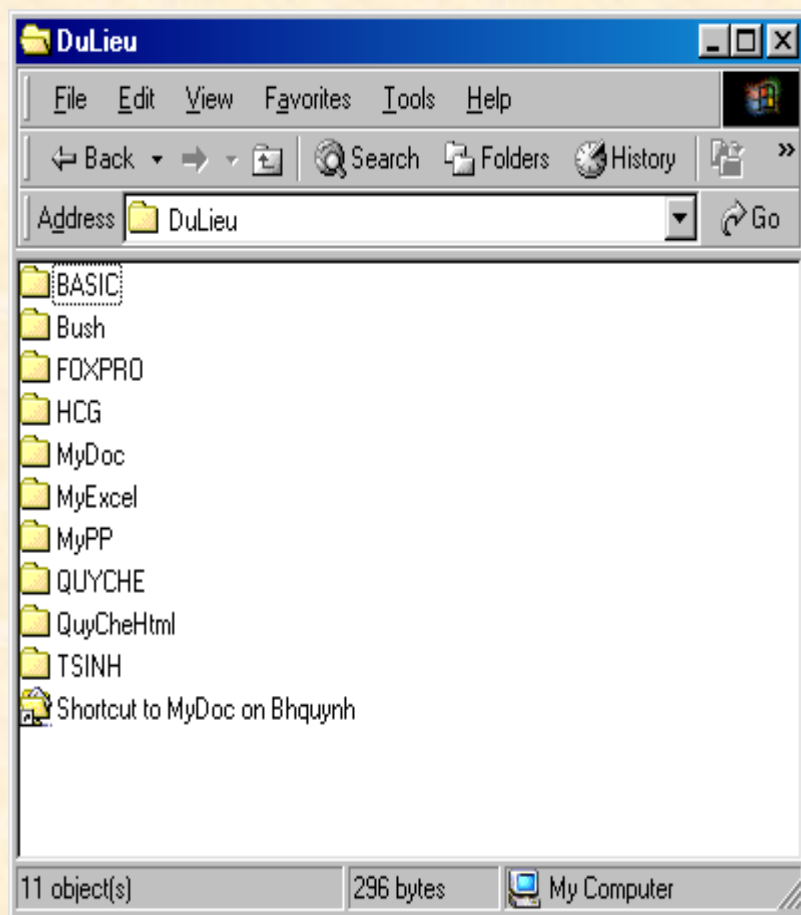 DuLieu
File Edit View Favorites Tools Help
Back Search Folders History »
Address DuLieu Go
BASIC
Bush
FOXPRO
HCG
MyDoc
MyExcel
MyPP
QUYCHE
QuyCheHtml
TSINH
Shortcut to MyDoc on Bhquynh
11 object(s) 296 bytes My Computer